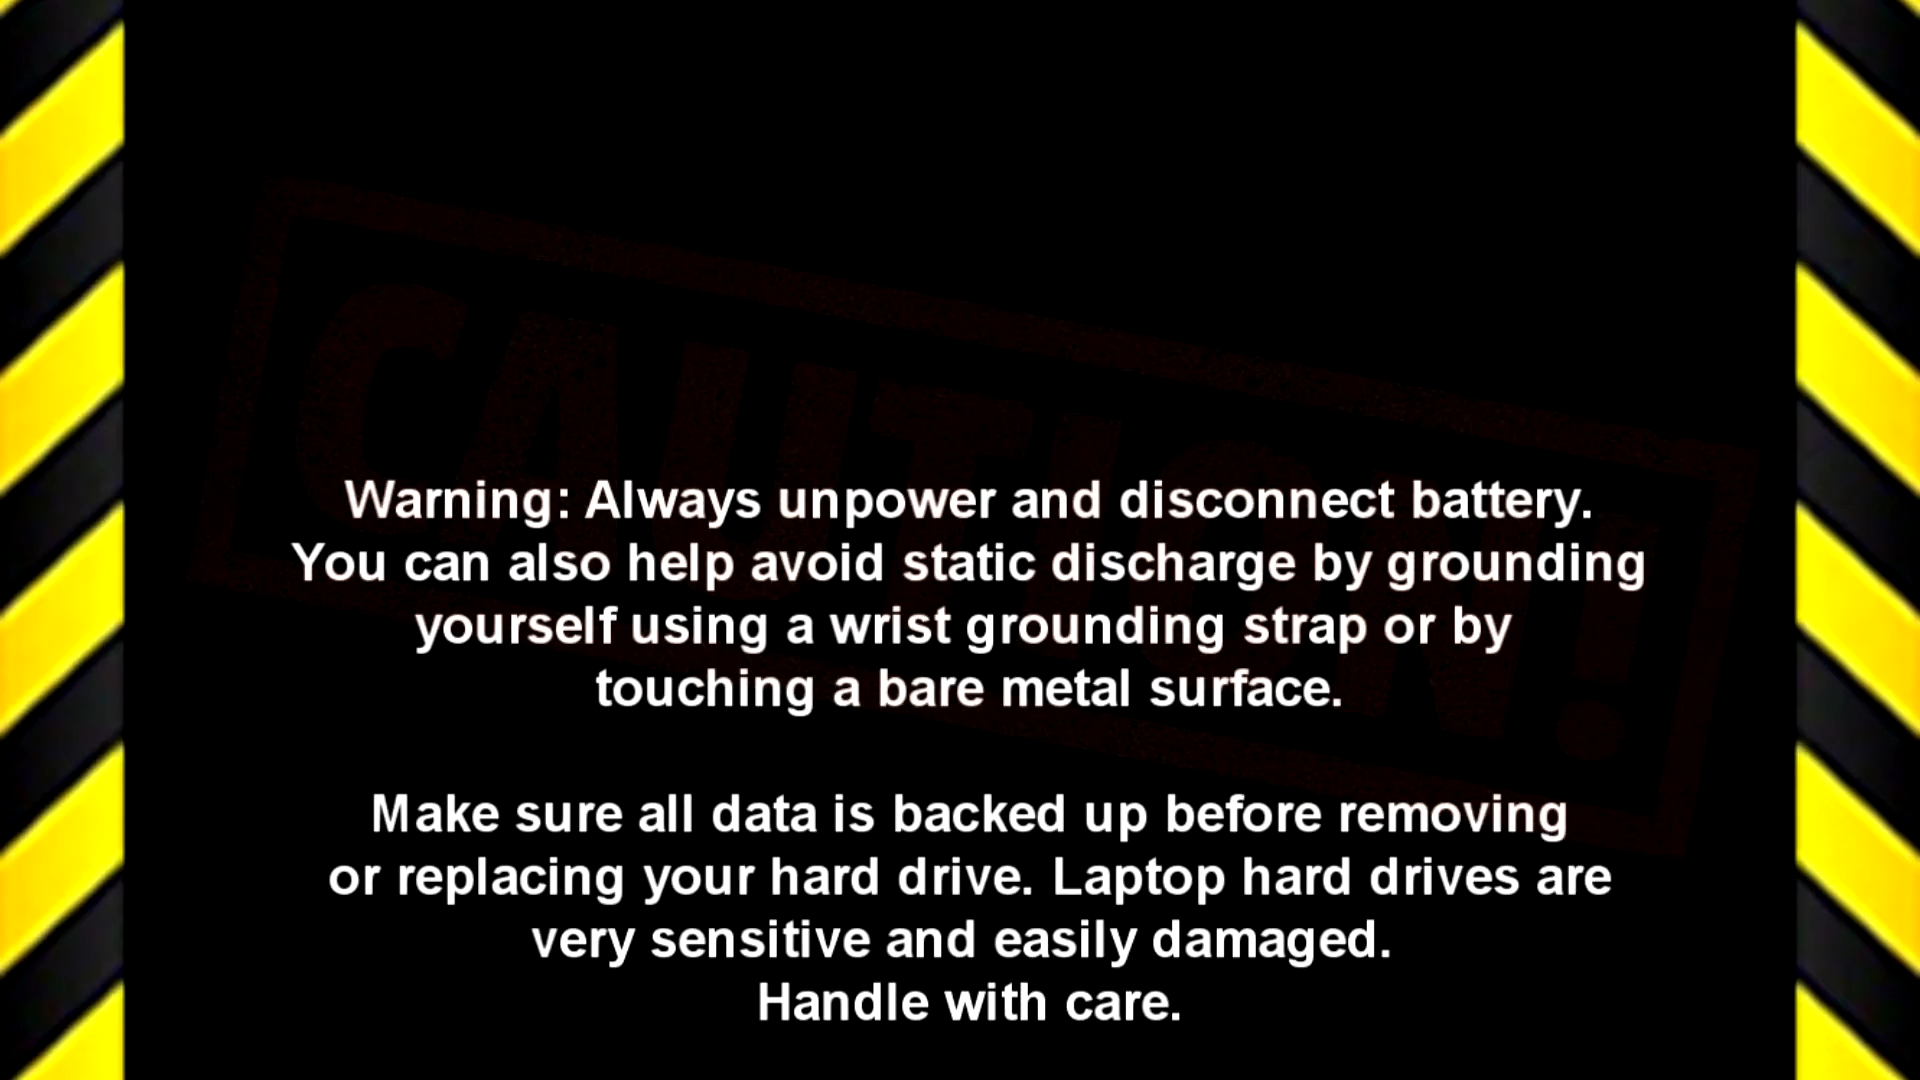 CAUTION!
Warning: Always unpower and disconnect battery.
You can also help avoid static discharge by grounding
yourself using a wrist grounding strap or by
touching a bare metal surface.
Make sure all data is backed up before removing
or replacing your hard drive. Laptop hard drives are
very sensitive and easily damaged.
Handle with care.